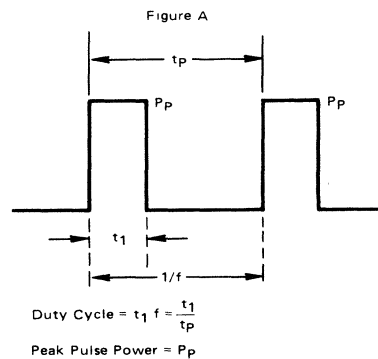 Figure A
tP
PP
PP
t1
1/f
Duty Cycle = t1 f = t1/tP
Peak Pulse Power = PP